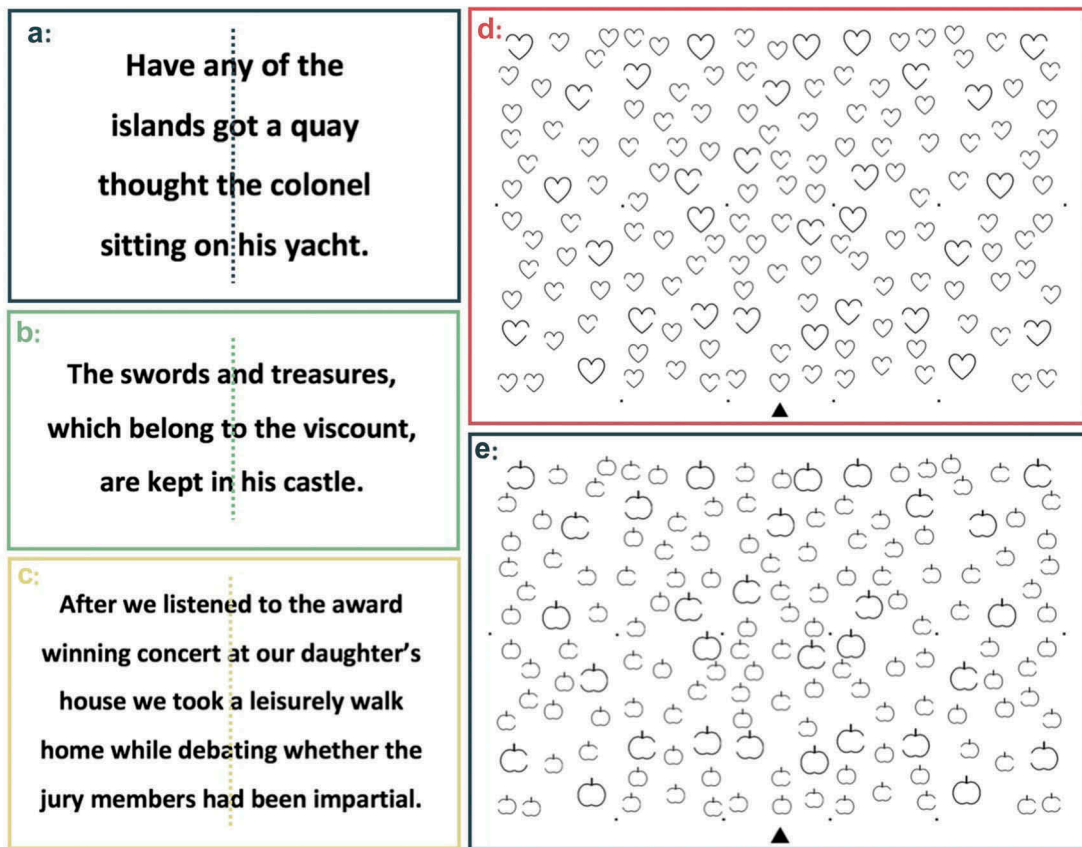 a:
Have any of the
islands got a quay
thought the colonel
sitting on his yacht.
b:
The swords and treasures,
which belong to the viscount,
are kept in his castle.
c:
After we listened to the award
winning concert at our daughter's
house we took a leisurely walk
home while debating whether the
jury members had been impartial.
d:
e: